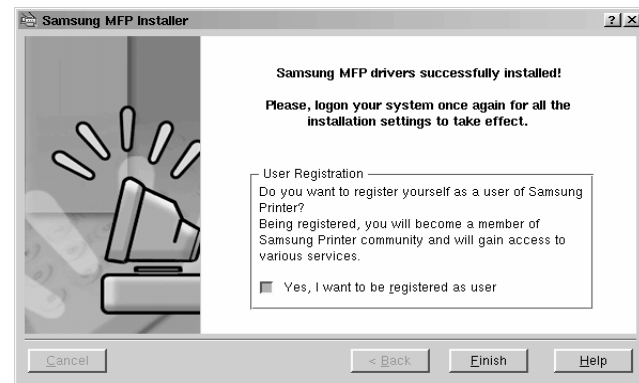 Samsung MFP Installer
Samsung MFP drivers successfully installed!
Please, logon your system once again for all the
installation settings to take effect.
User Registration
Do you want to register yourself as a user of Samsung
Printer?
Being registered, you will become a member of
Samsung Printer community and will gain access to
various services.
Yes, I want to be registered as user
Cancel
< Back
Finish
Help